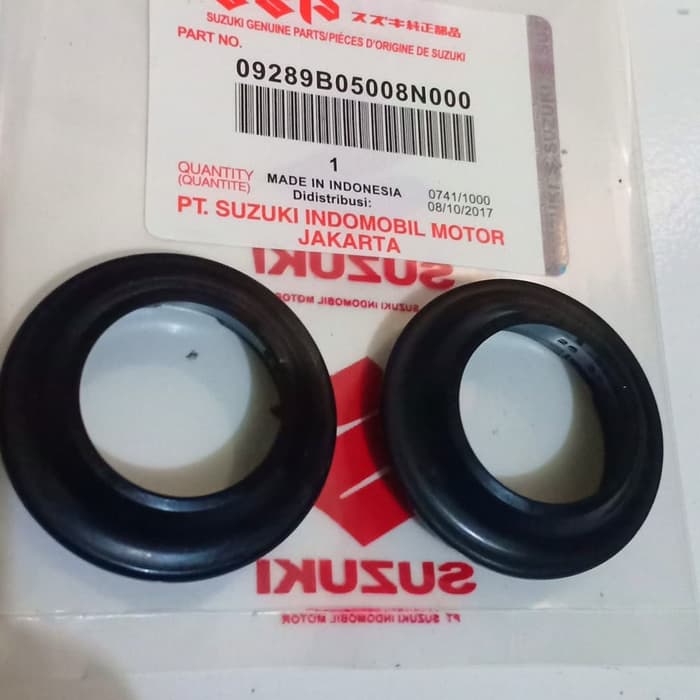 スズキ純正部品
SUZUKI GENUINE PARTS/PIÈCES D'ORIGINE DE SUZUKI
PART NO.
09289B05008N000
1
QUANTITY
(QUANTITE)
MADE IN INDONESIA
Didistribusi:
0741/1000
08/10/2017
PT. SUZUKI INDOMOBIL MOTOR
JAKARTA
SUZUKI
SUZUKI
PT SUZUKI INDOMOBIL MOTOR
SUZUKI
PT SUZUKI INDOMOBIL MOTOR